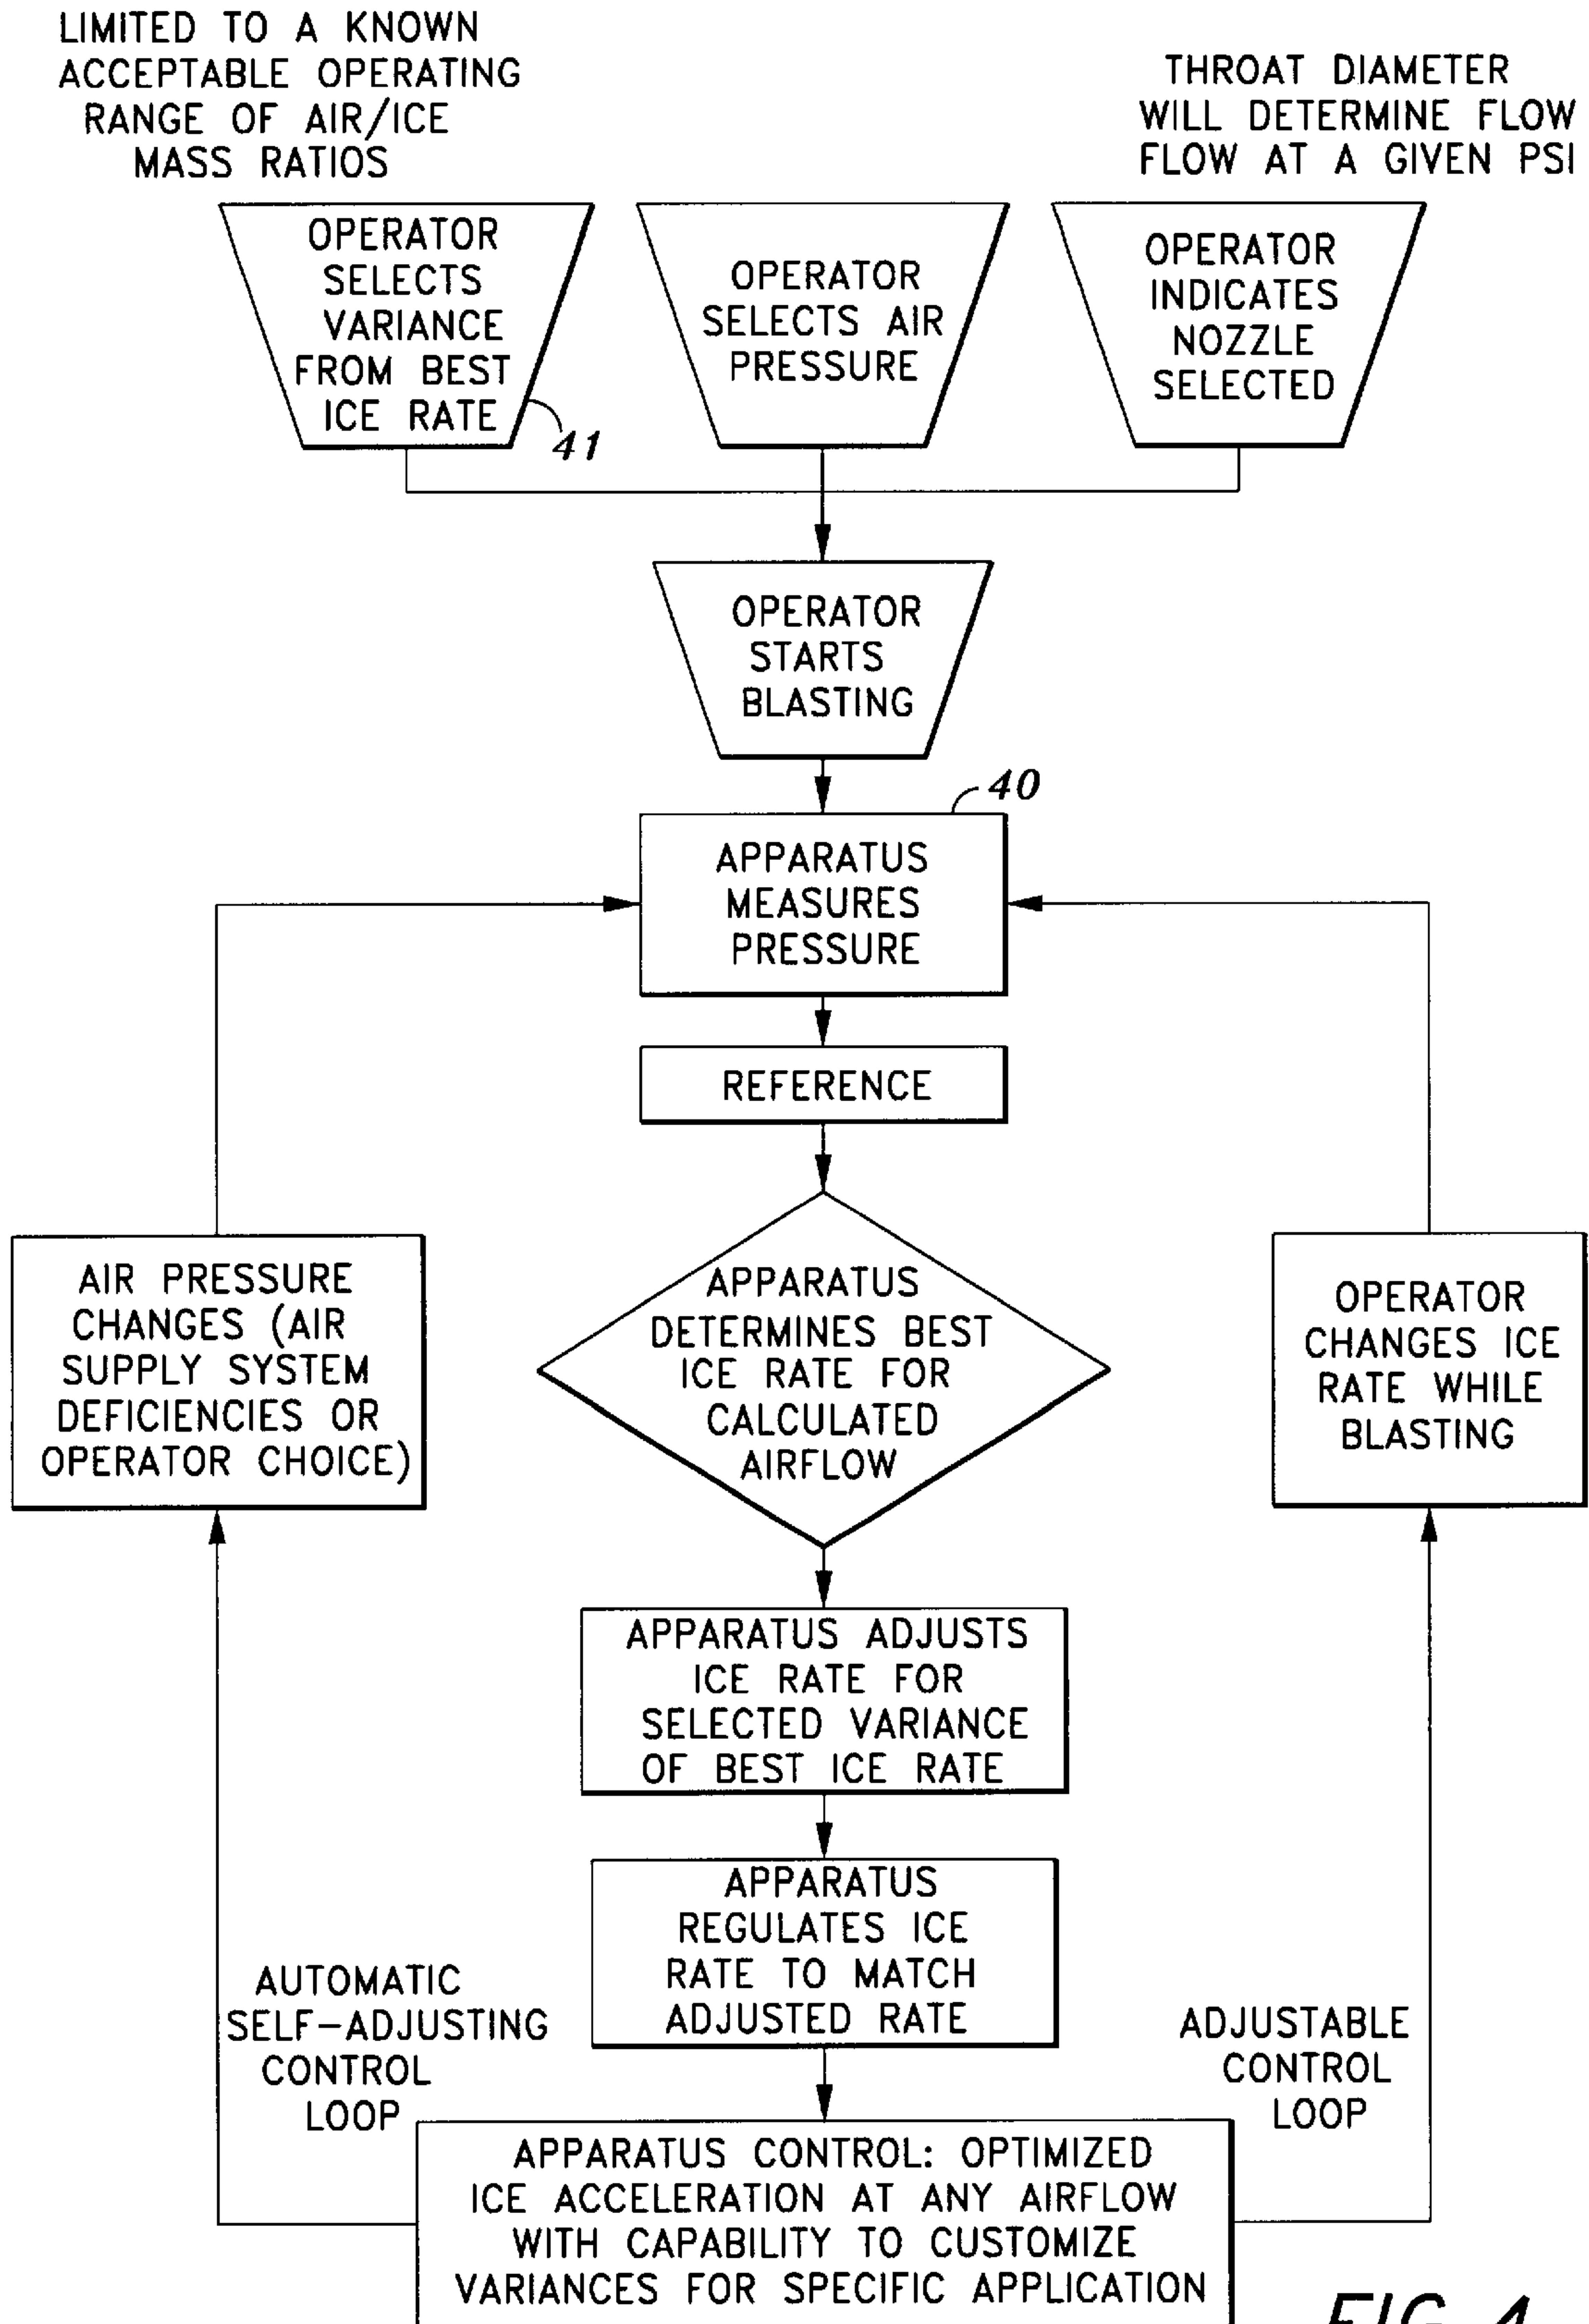 LIMITED TO A KNOWN
ACCEPTABLE OPERATING
RANGE OF AIR/ICE
MASS RATIOS
THROAT DIAMETER
WILL DETERMINE FLOW
FLOW AT A GIVEN PSI
OPERATOR
SELECTS
VARIANCE
FROM BEST
ICE RATE
41
OPERATOR
SELECTS AIR
PRESSURE
OPERATOR
INDICATES
NOZZLE
SELECTED
OPERATOR
STARTS
BLASTING
40
APPARATUS
MEASURES
PRESSURE
REFERENCE
AIR PRESSURE
CHANGES (AIR
SUPPLY SYSTEM
DEFICIENCIES OR
OPERATOR CHOICE)
APPARATUS
DETERMINES BEST
ICE RATE FOR
CALCULATED
AIRFLOW
OPERATOR
CHANGES ICE
RATE WHILE
BLASTING
APPARATUS ADJUSTS
ICE RATE FOR
SELECTED VARIANCE
OF BEST ICE RATE
APPARATUS
REGULATES ICE
RATE TO MATCH
ADJUSTED RATE
AUTOMATIC
SELF-ADJUSTING
CONTROL
LOOP
ADJUSTABLE
CONTROL
LOOP
APPARATUS CONTROL: OPTIMIZED
ICE ACCELERATION AT ANY AIRFLOW
WITH CAPABILITY TO CUSTOMIZE
VARIANCES FOR SPECIFIC APPLICATION
FIG. 4